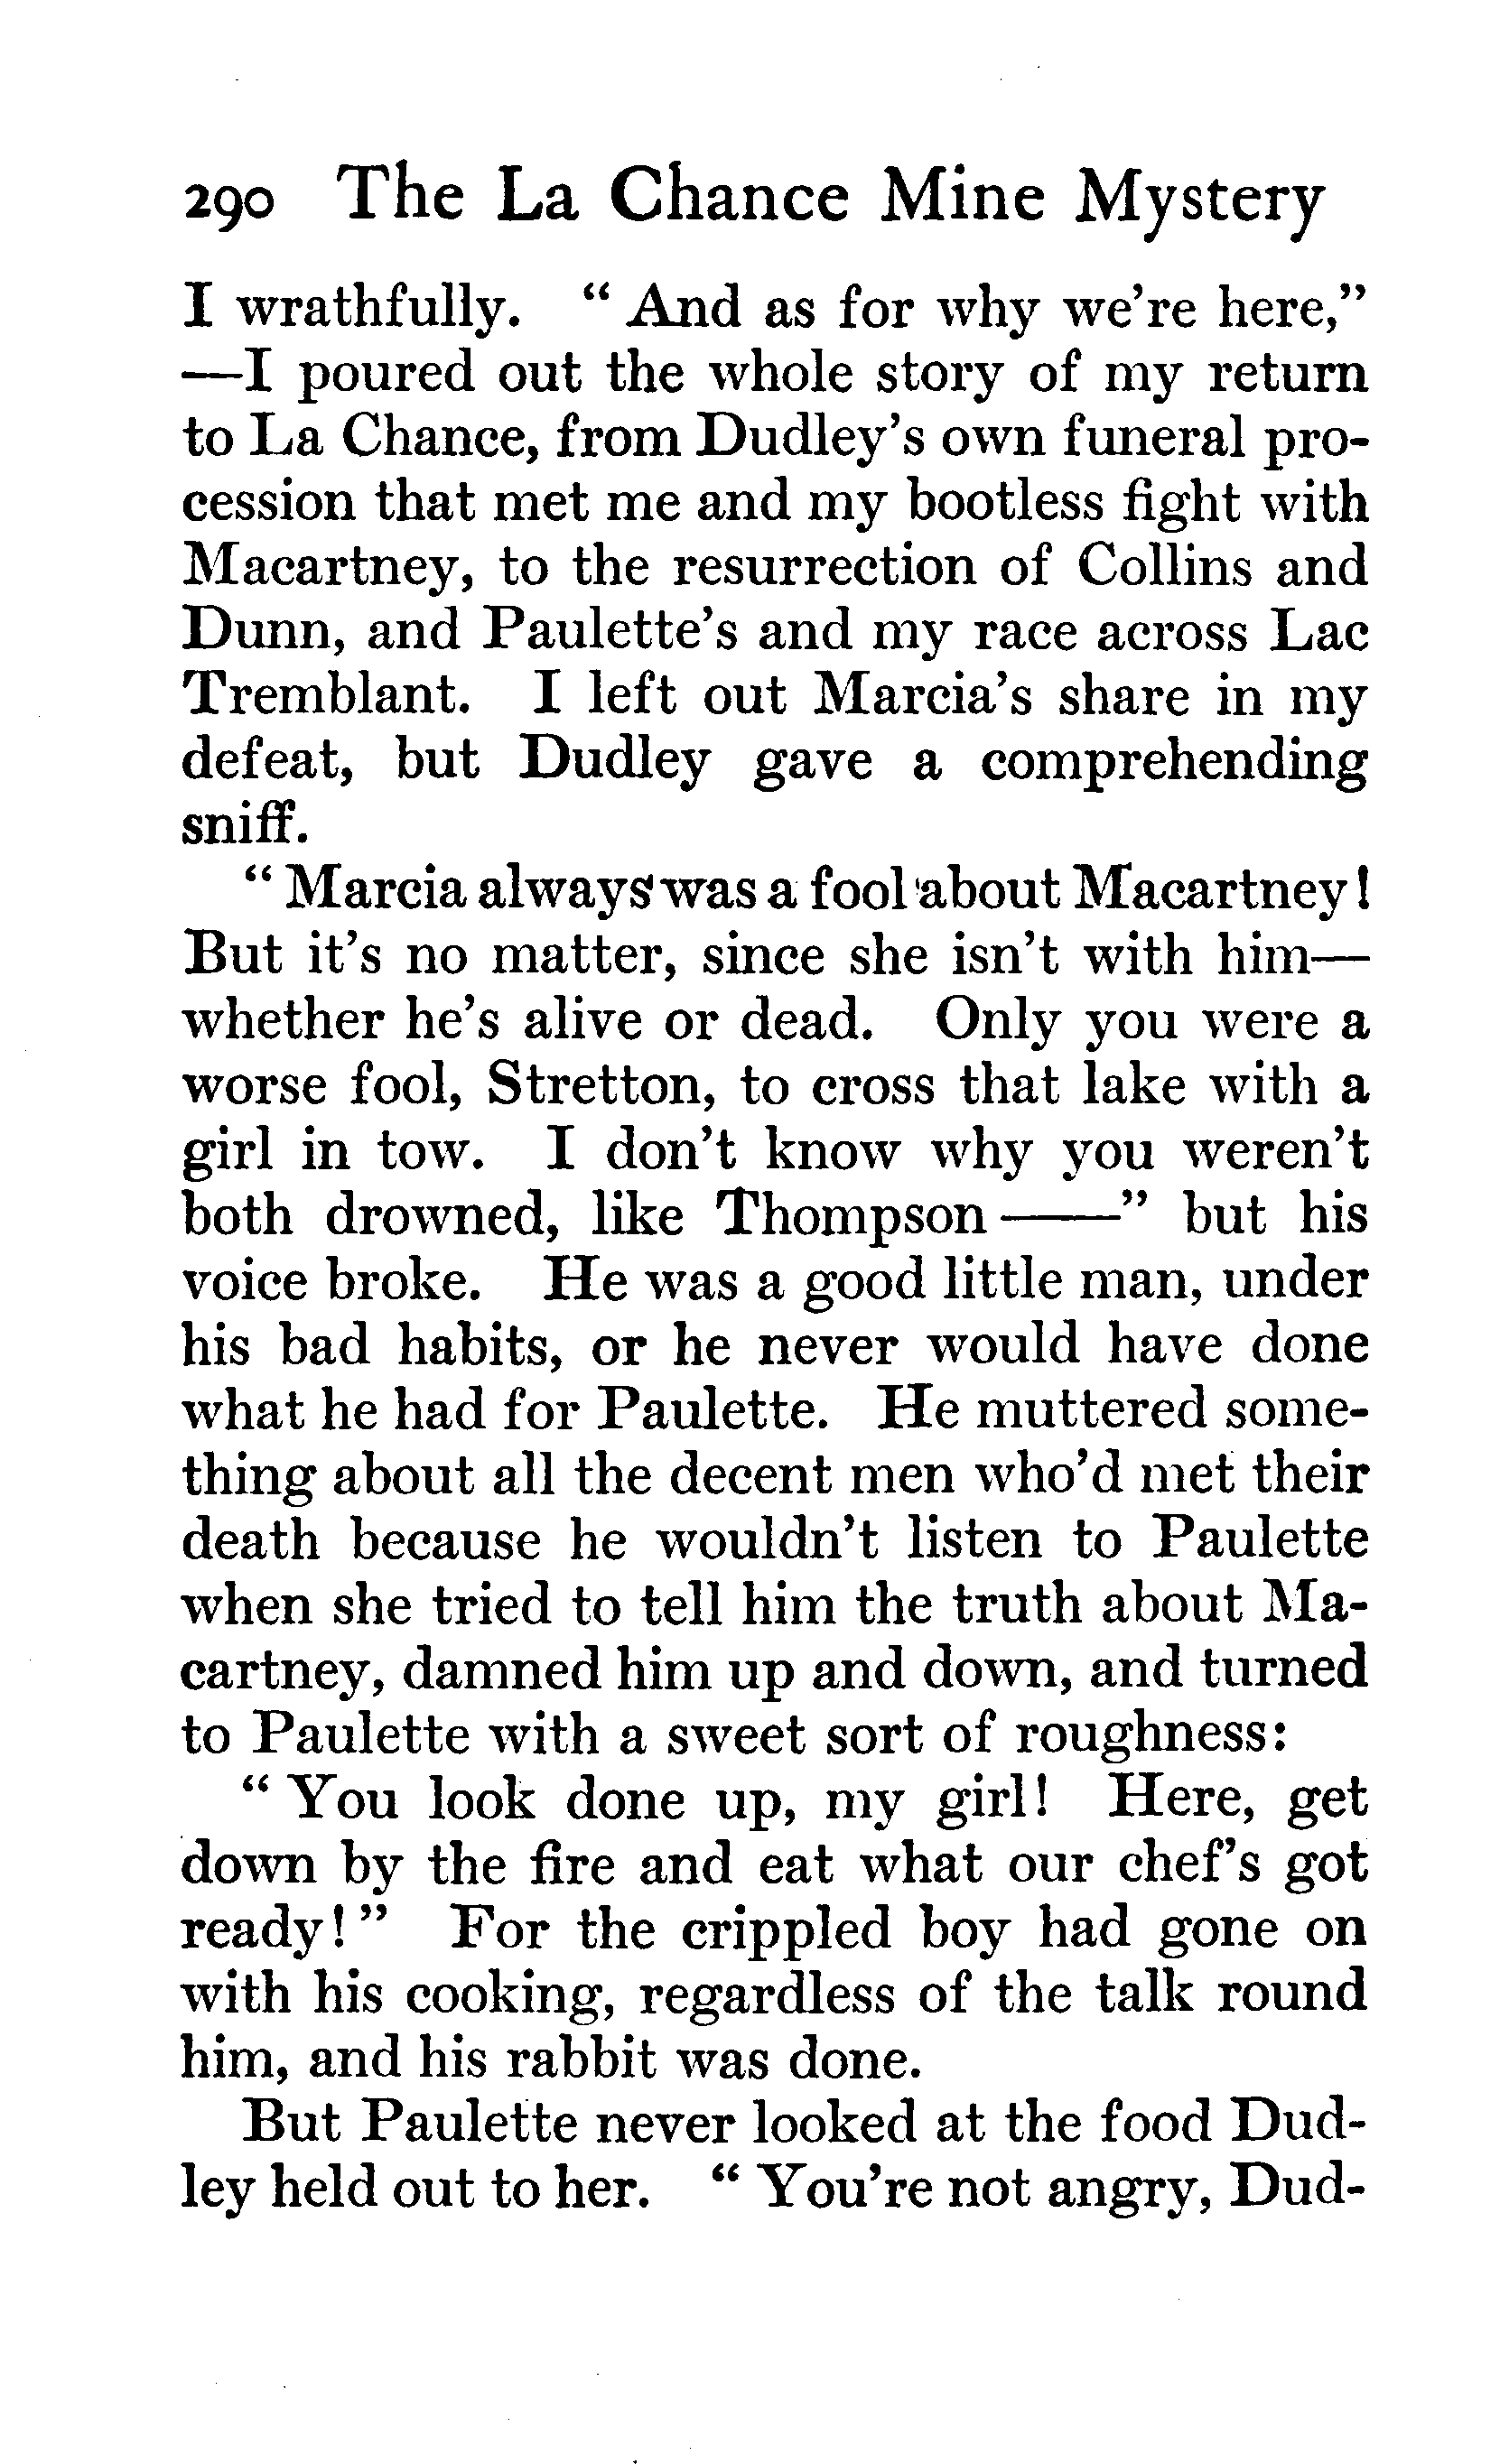 290 The La Chance Mine Mystery
I wrathfully. " And as for why we're here,"
—I poured out the whole story of my return
to La Chance, from Dudley's own funeral pro-
cession that met me and my bootless fight with
Macartney, to the resurrection of Collins and
Dunn, and Paulette's and my race across Lac
Tremblant. I left out Marcia's share in my
defeat, but Dudley gave a comprehending
sniff.
" Marcia always was a fool about Macartney!
But it's no matter, since she isn't with him—
whether he's alive or dead. Only you were a
worse fool, Stretton, to cross that lake with a
girl in tow. I don't know why you weren't
both drowned, like Thompson ——" but his
voice broke. He was a good little man, under
his bad habits, or he never would have done
what he had for Paulette. He muttered some-
thing about all the decent men who'd met their
death because he wouldn't listen to Paulette
when she tried to tell him the truth about Ma-
cartney, damned him up and down, and turned
to Paulette with a sweet sort of roughness:
" You look done up, my girl! Here, get
down by the fire and eat what our chef's got
ready! " For the crippled boy had gone on
with his cooking, regardless of the talk round
him, and his rabbit was done.
But Paulette never looked at the food Dud-
ley held out to her. " You're not angry, Dud-